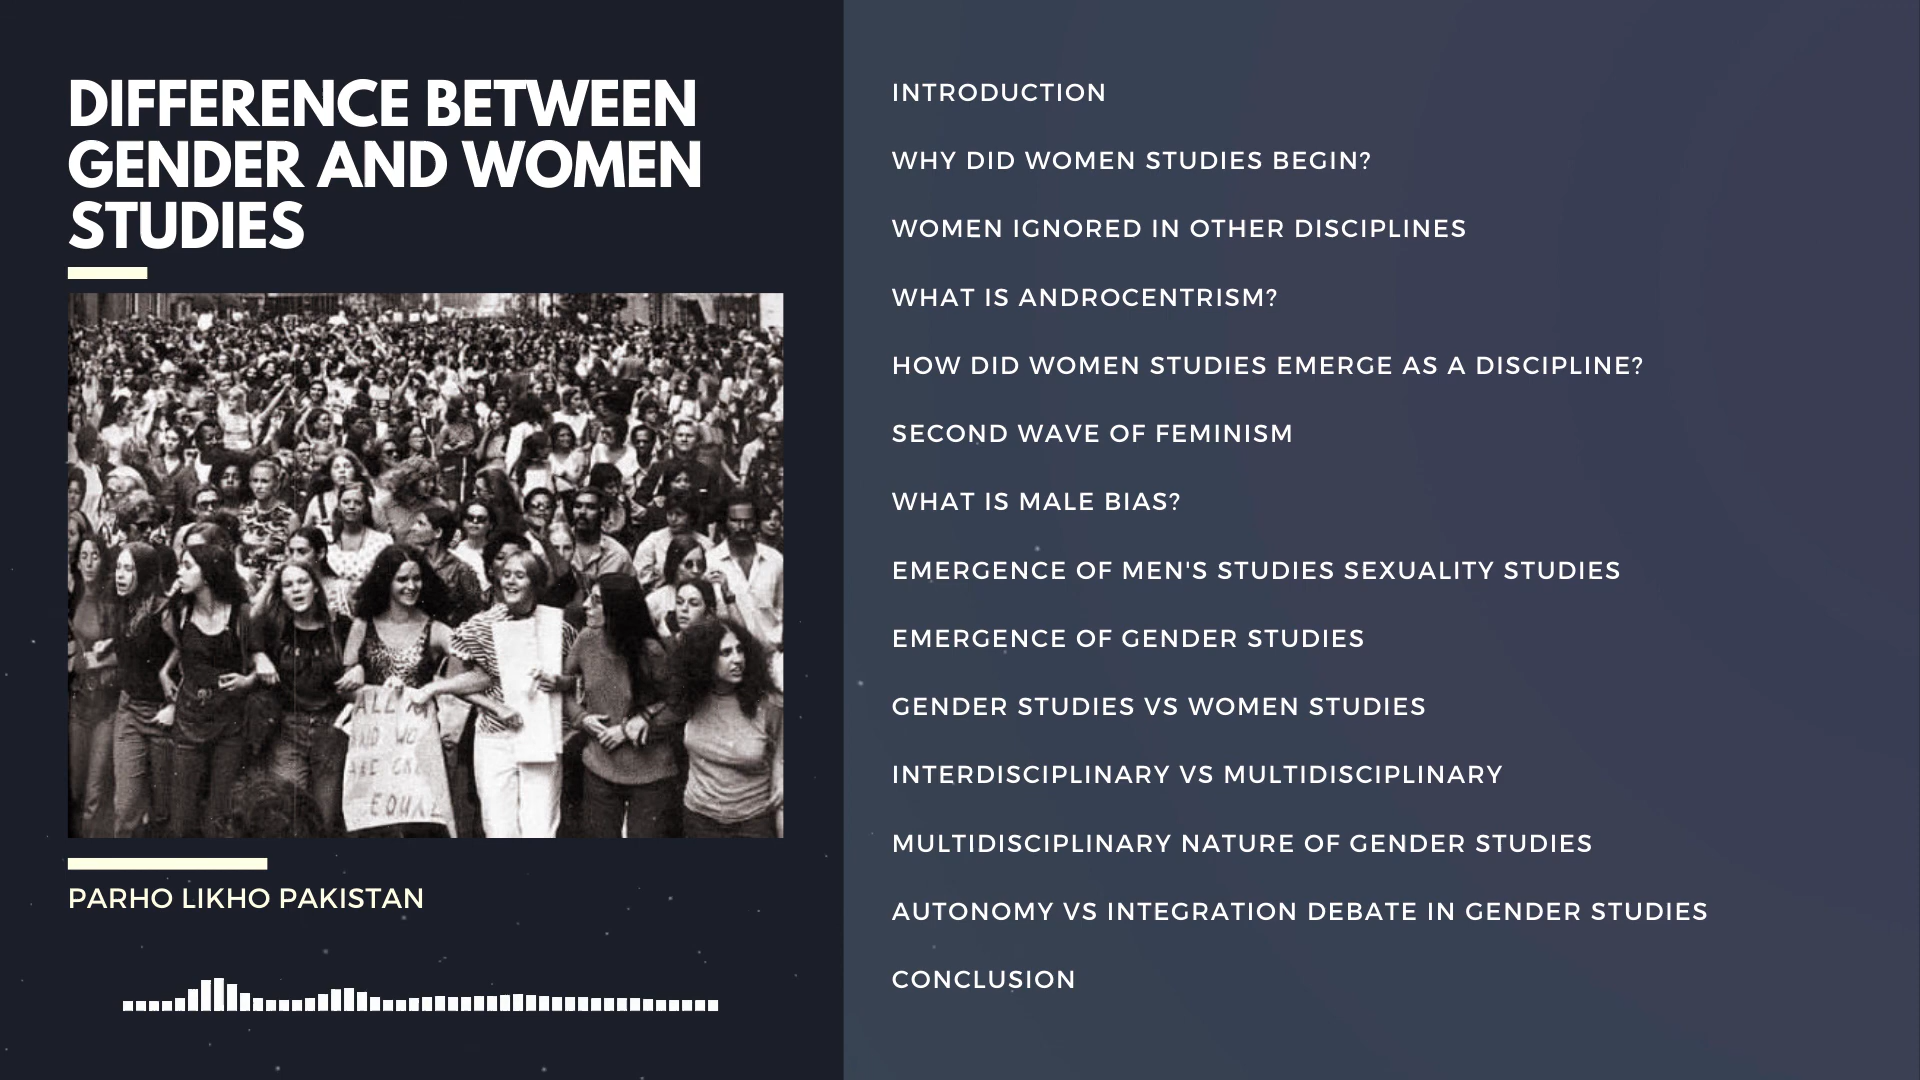 DIFFERENCE BETWEEN
GENDER AND WOMEN
STUDIES
ALL
ARE
EQUAL
PARHO LIKHO PAKISTAN
INTRODUCTION
WHY DID WOMEN STUDIES BEGIN?
WOMEN IGNORED IN OTHER DISCIPLINES
WHAT IS ANDROCENTRISM?
HOW DID WOMEN STUDIES EMERGE AS A DISCIPLINE?
SECOND WAVE OF FEMINISM
WHAT IS MALE BIAS?
EMERGENCE OF MEN'S STUDIES SEXUALITY STUDIES
EMERGENCE OF GENDER STUDIES
GENDER STUDIES VS WOMEN STUDIES
INTERDISCIPLINARY VS MULTIDISCIPLINARY
MULTIDISCIPLINARY NATURE OF GENDER STUDIES
AUTONOMY VS INTEGRATION DEBATE IN GENDER STUDIES
CONCLUSION